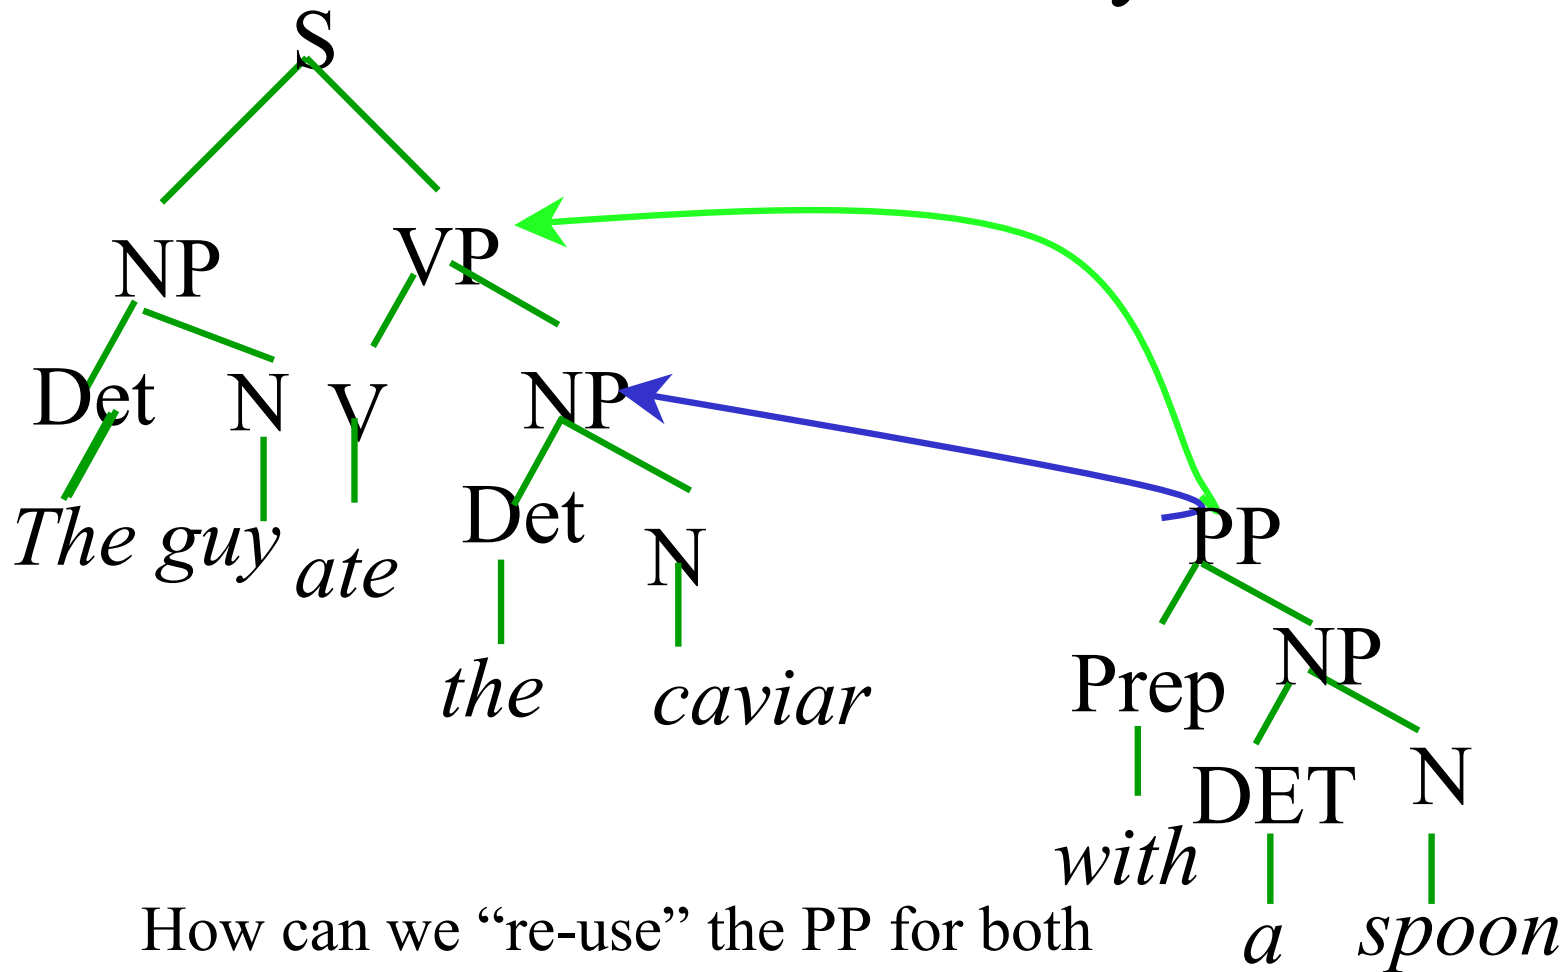 S
NP VP
Det N V NP
The guy ate Det N PP
the caviar Prep NP
with DET N
a spoon
How can we “re-use” the PP for both